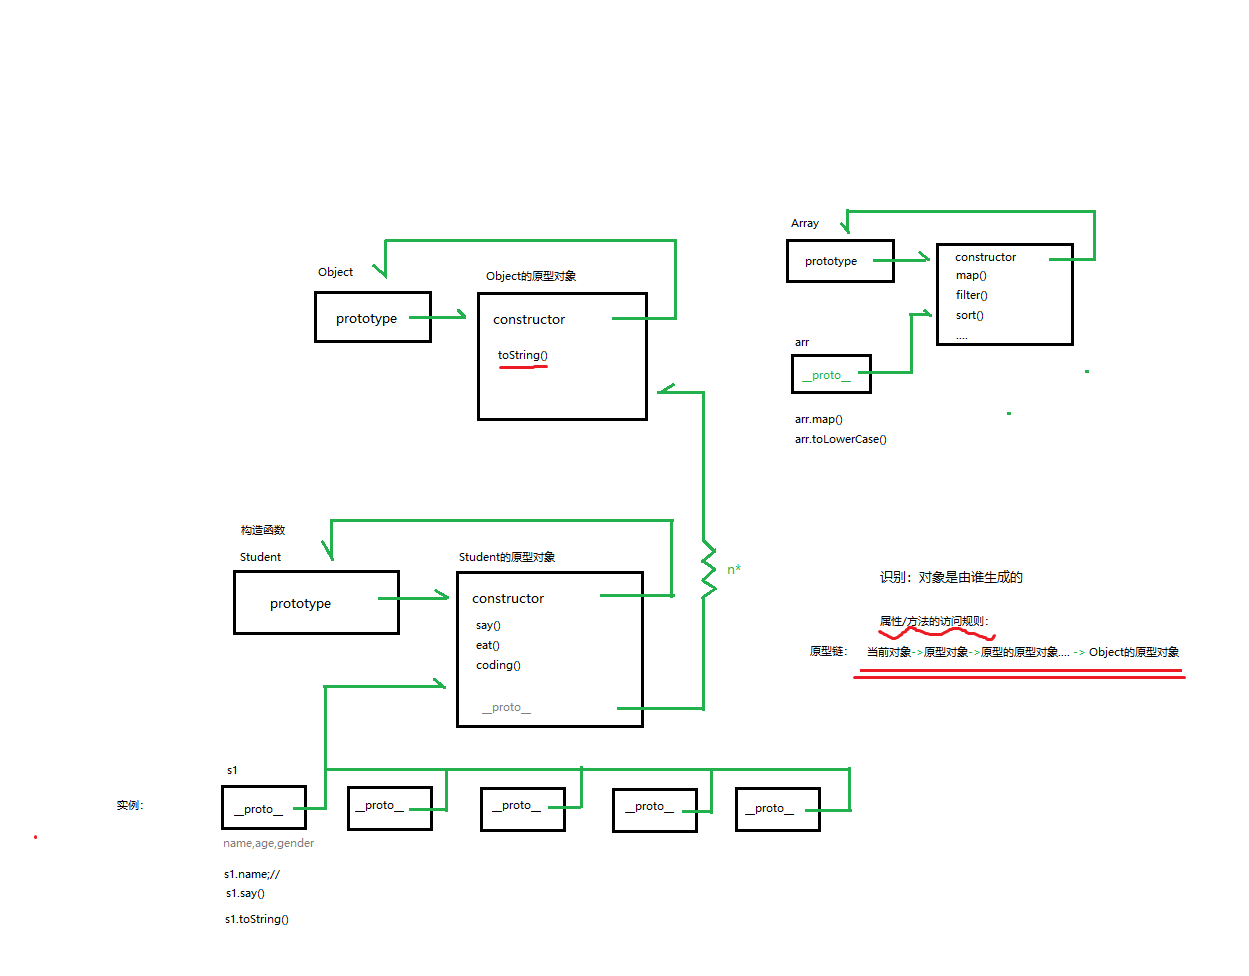 Object
prototype
Object的原型对象
constructor
toString()
Array
prototype
constructor
map()
filter()
sort()
....
arr
__proto__
arr.map()
arr.toLowerCase()
构造函数
Student
prototype
Student的原型对象
constructor
say()
eat()
coding()
__proto__
n*
识别：对象是由谁生成的
属性/方法的访问规则：
原型链： 当前对象->原型对象->原型的原型对象.... -> Object的原型对象
s1
实例：
__proto__
__proto__
__proto__
__proto__
__proto__
name,age,gender
s1.name;//
s1.say()
s1.toString()